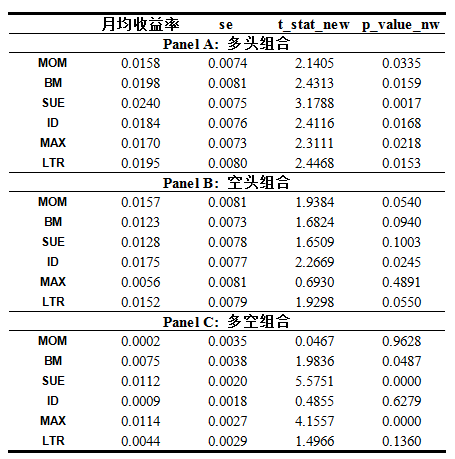 月均收益率 se t_stat_new p_value_nw
Panel A: 多头组合
MOM 0.0158 0.0074 2.1405 0.0335
BM 0.0198 0.0081 2.4313 0.0159
SUE 0.0240 0.0075 3.1788 0.0017
ID 0.0184 0.0076 2.4116 0.0168
MAX 0.0170 0.0073 2.3111 0.0218
LTR 0.0195 0.0080 2.4468 0.0153
Panel B: 空头组合
MOM 0.0157 0.0081 1.9384 0.0540
BM 0.0123 0.0073 1.6824 0.0940
SUE 0.0128 0.0078 1.6509 0.1003
ID 0.0175 0.0077 2.2669 0.0245
MAX 0.0056 0.0081 0.6930 0.4891
LTR 0.0152 0.0079 1.9298 0.0550
Panel C: 多空组合
MOM 0.0002 0.0035 0.0467 0.9628
BM 0.0075 0.0038 1.9836 0.0487
SUE 0.0112 0.0020 5.5751 0.0000
ID 0.0009 0.0018 0.4855 0.6279
MAX 0.0114 0.0027 4.1557 0.0000
LTR 0.0044 0.0029 1.4966 0.1360